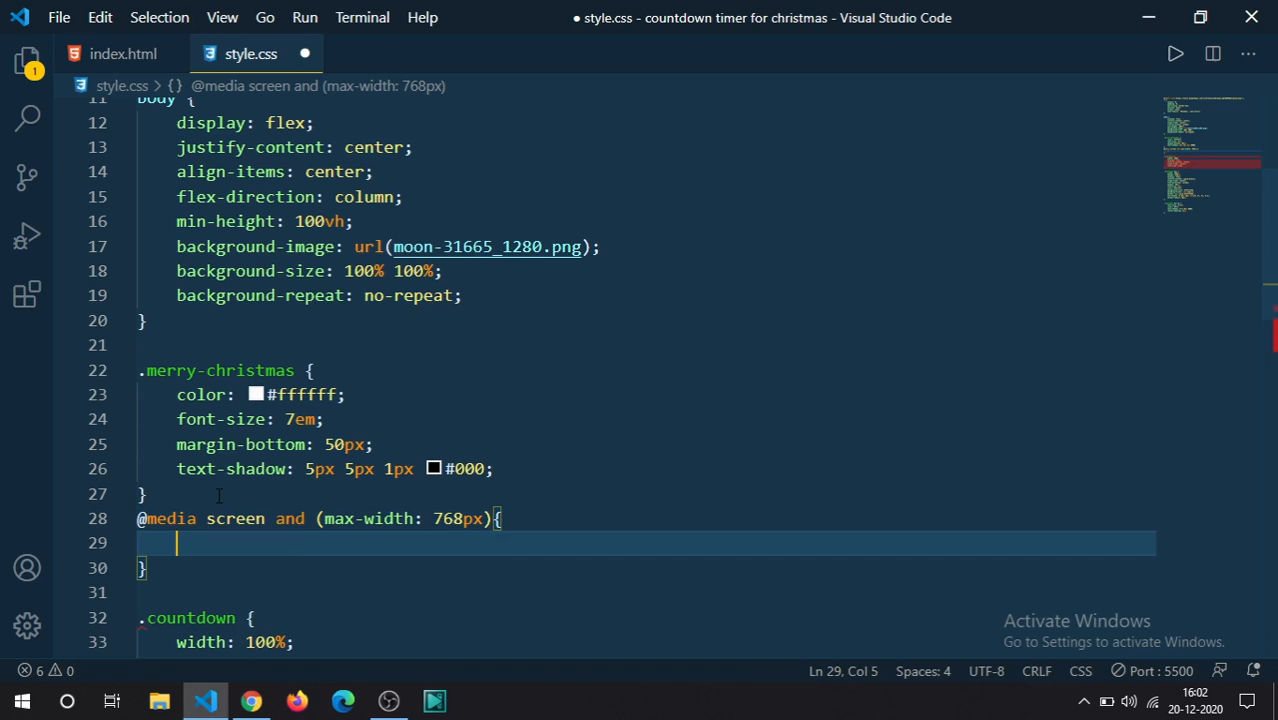 File Edit Selection View Go Run Terminal Help
● style.css - countdown timer for christmas - Visual Studio Code
index.html
style.css
style.css > {} @media screen and (max-width: 768px)
1
11 body {
12 display: flex;
13 justify-content: center;
14 align-items: center;
15 flex-direction: column;
16 min-height: 100vh;
17 background-image: url(moon-31665_1280.png);
18 background-size: 100% 100%;
19 background-repeat: no-repeat;
20 }
21
22 .merry-christmas {
23 color: #ffffff;
24 font-size: 7em;
25 margin-bottom: 50px;
26 text-shadow: 5px 5px 1px #000;
27 }
28 @media screen and (max-width: 768px){
29
30 }
31
32 .countdown {
33 width: 100%;
Activate Windows
Go to Settings to activate Windows.
6 0 Ln 29, Col 5 Spaces: 4 UTF-8 CRLF CSS Port : 5500
16:02
20-12-2020